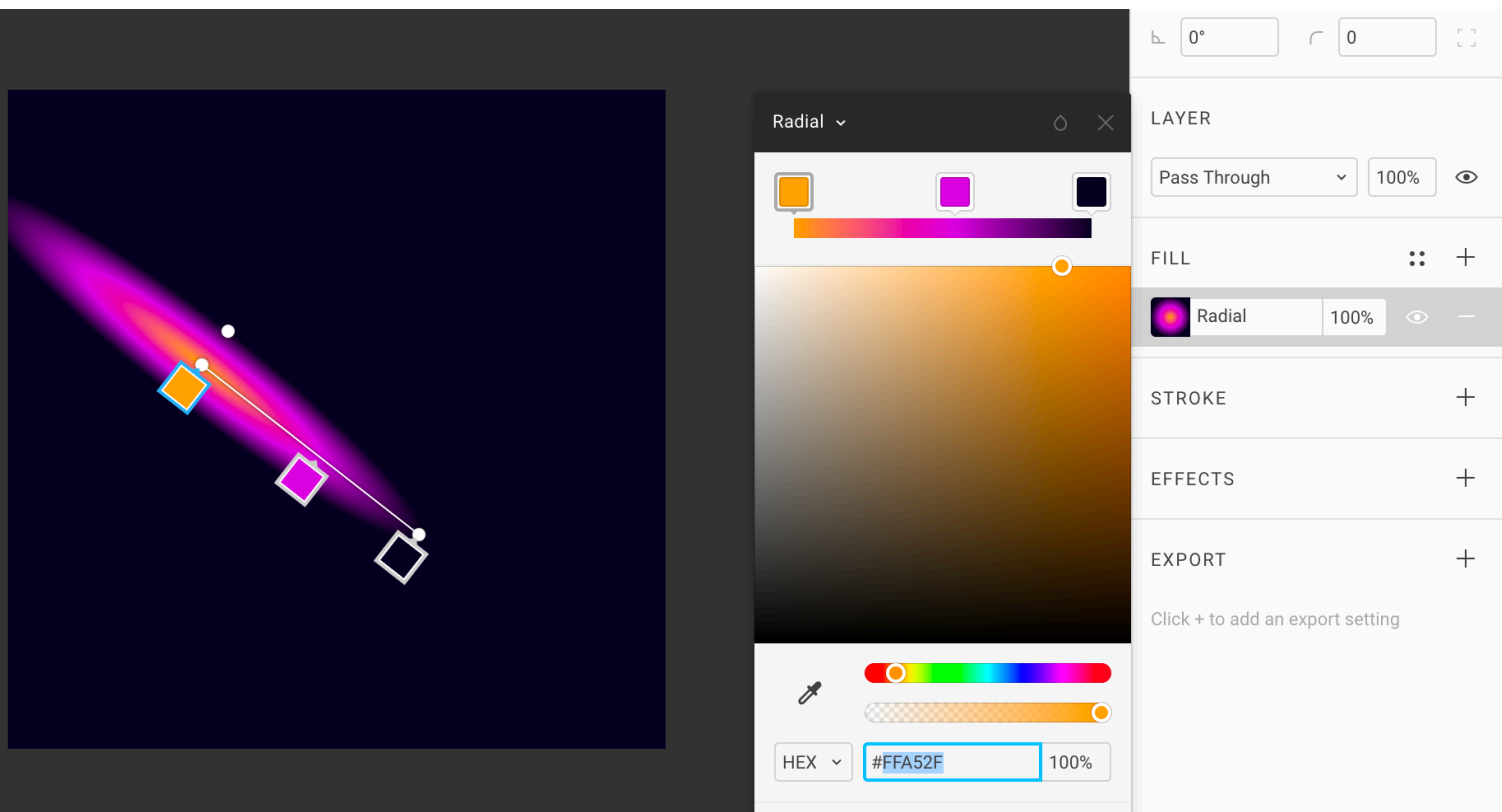 0°
0
Radial
LAYER
Pass Through
100%
FILL
Radial
100%
STROKE
EFFECTS
EXPORT
Click + to add an export setting
HEX
#FFA52F
100%